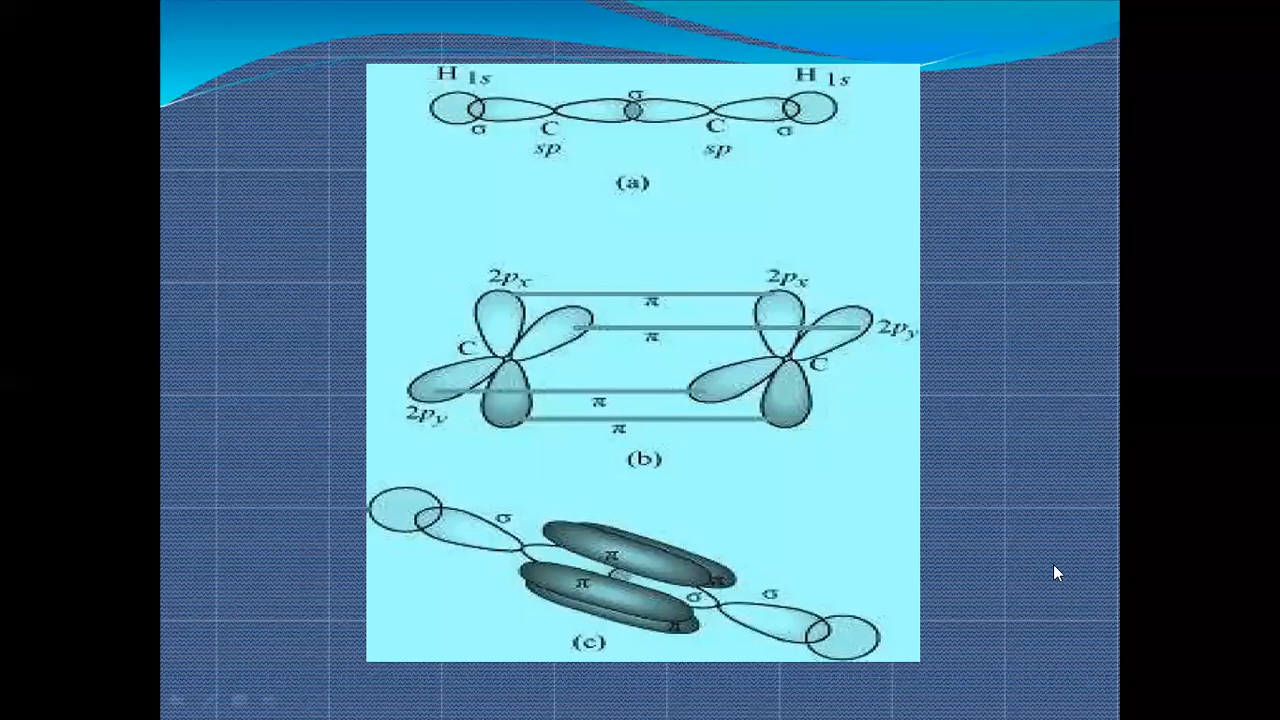 H 1s H 1s
σ
σ C C σ
sp sp
(a)
2px 2px
π
π 2py
C C
π
2py
π
(b)
σ
π
π π
σ σ
π
(c)